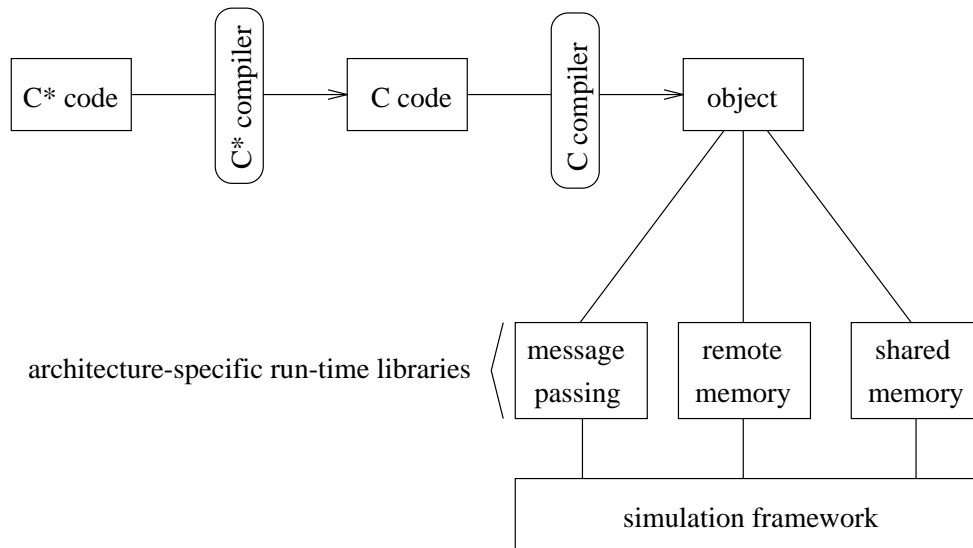 C* code
C* compiler
C code
C compiler
object
architecture-specific run-time libraries
message
passing
remote
memory
shared
memory
simulation framework